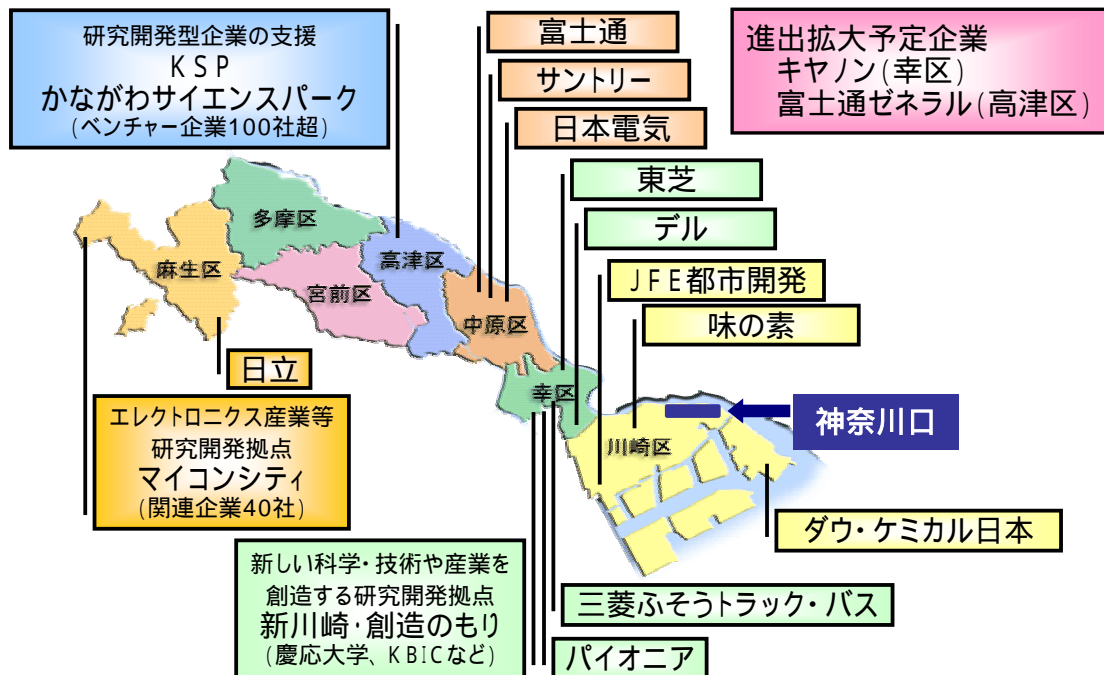 研究開発型企業の支援
KSP
かながわサイエンスパーク
(ベンチャー企業100社超)
富士通
サントリー
日本電気
進出拡大予定企業
キヤノン(幸区)
富士通ゼネラル(高津区)
東芝
デル
JFE都市開発
味の素
多摩区
麻生区
高津区
宮前区
中原区
幸区
川崎区
神奈川口
日立
エレクトロニクス産業等
研究開発拠点
マイコンシティ
(関連企業40社)
ダウ・ケミカル日本
新しい科学・技術や産業を
創造する研究開発拠点
新川崎・創造のもり
(慶応大学、KBICなど)
三菱ふそうトラック・バス
パイオニア